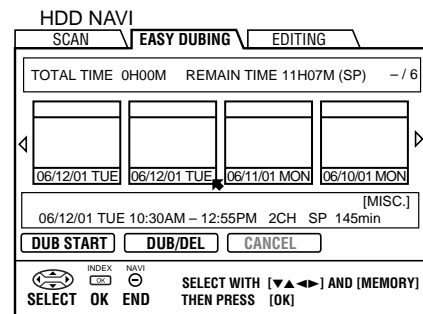 HDD NAVI
SCAN EASY DUBING EDITING
TOTAL TIME 0H00M REMAIN TIME 11H07M (SP) – / 6
06/12/01 TUE 06/12/01 TUE 06/11/01 MON 06/10/01 MON
[MISC.]
06/12/01 TUE 10:30AM – 12:55PM 2CH SP 145min
DUB START DUB/DEL CANCEL
INDEX NAVI
OK
SELECT OK END
SELECT WITH [▼▲◄►] AND [MEMORY]
THEN PRESS [OK]